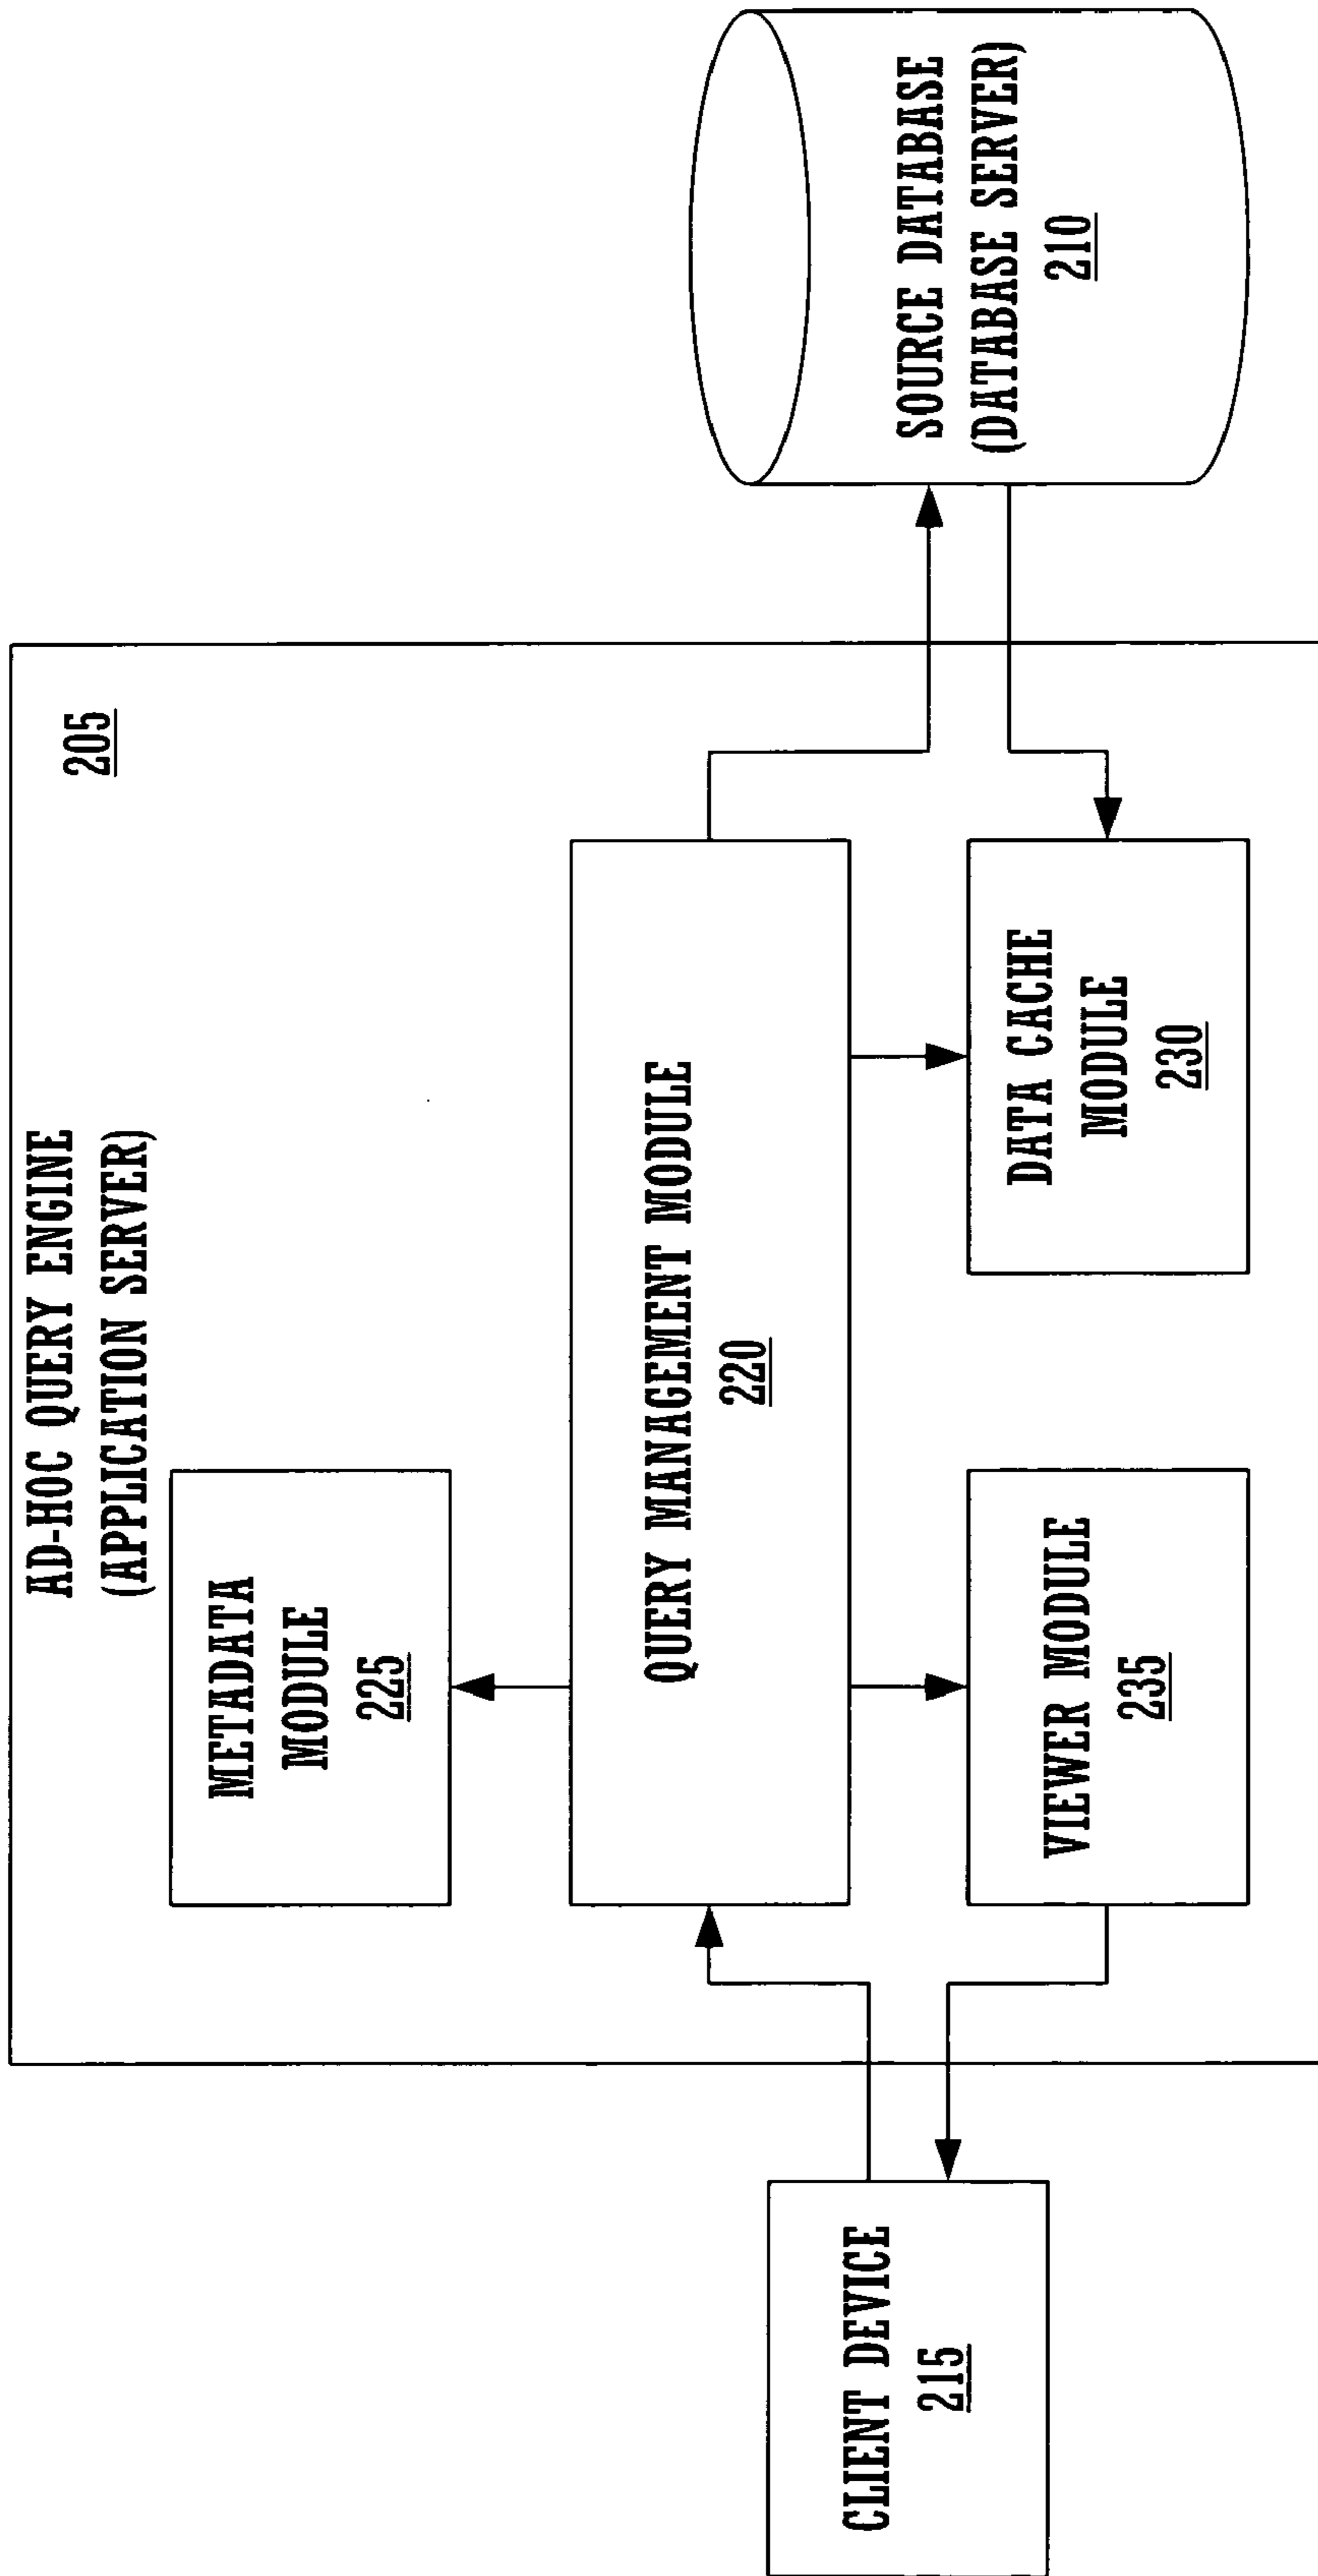 AD-HOC QUERY ENGINE
(APPLICATION SERVER)
205
METADATA
MODULE
225
QUERY MANAGEMENT MODULE
220
CLIENT DEVICE
215
VIEWER MODULE
235
DATA CACHE
MODULE
230
SOURCE DATABASE
(DATABASE SERVER)
210